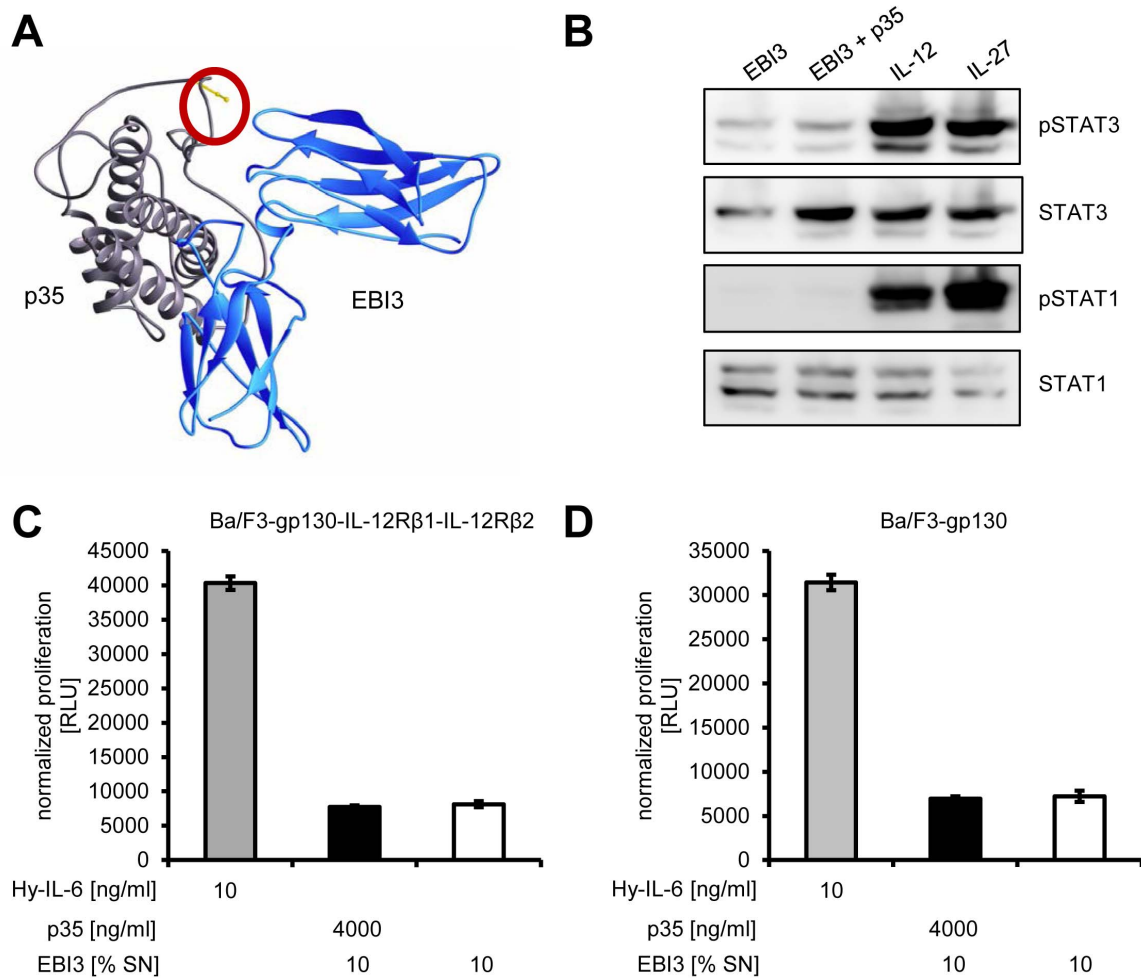 A
p35
EBI3
B
EBI3
EBI3 + p35
IL-12
IL-27
pSTAT3
STAT3
pSTAT1
STAT1
C
Ba/F3-gp130-IL-12Rβ1-IL-12Rβ2
normalized proliferation
[RLU]
45000
40000
35000
30000
25000
20000
15000
10000
5000
0
Hy-IL-6 [ng/ml] 10
p35 [ng/ml] 4000
EBI3 [% SN] 10 10
D
Ba/F3-gp130
normalized proliferation
[RLU]
35000
30000
25000
20000
15000
10000
5000
0
Hy-IL-6 [ng/ml] 10
p35 [ng/ml] 4000
EBI3 [% SN] 10 10